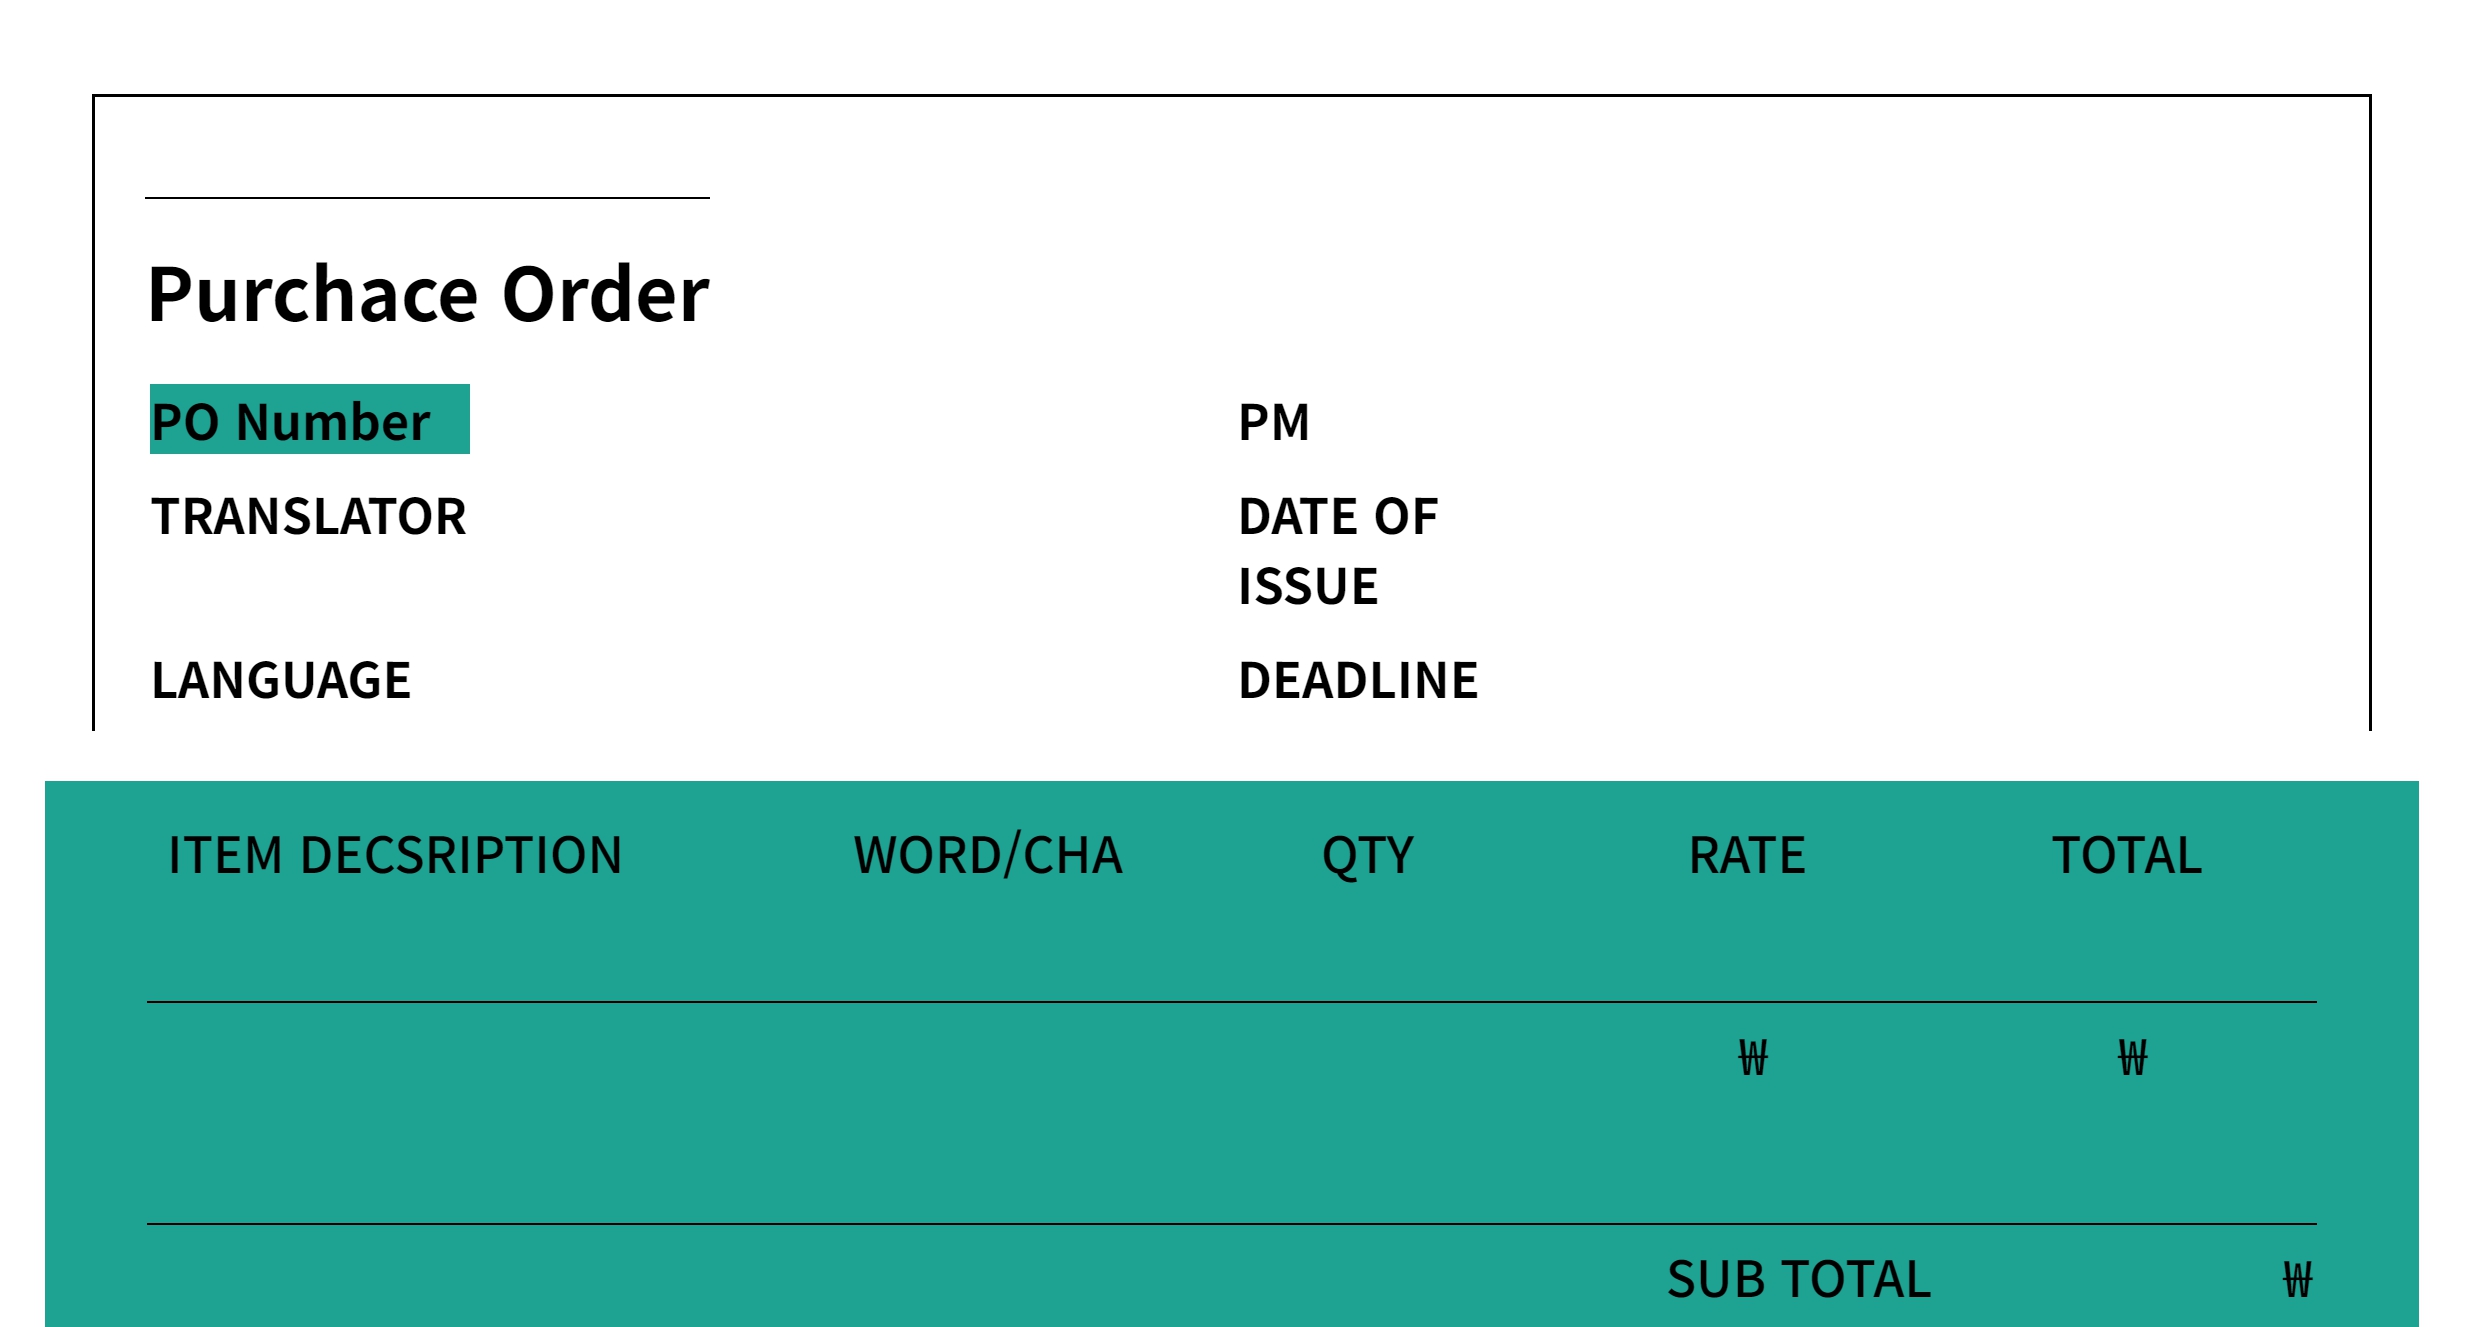 Purchace Order
PO Number
PM
TRANSLATOR
DATE OF
ISSUE
LANGUAGE
DEADLINE
ITEM DECSRIPTION WORD/CHA QTY RATE TOTAL
₩ ₩
SUB TOTAL ₩